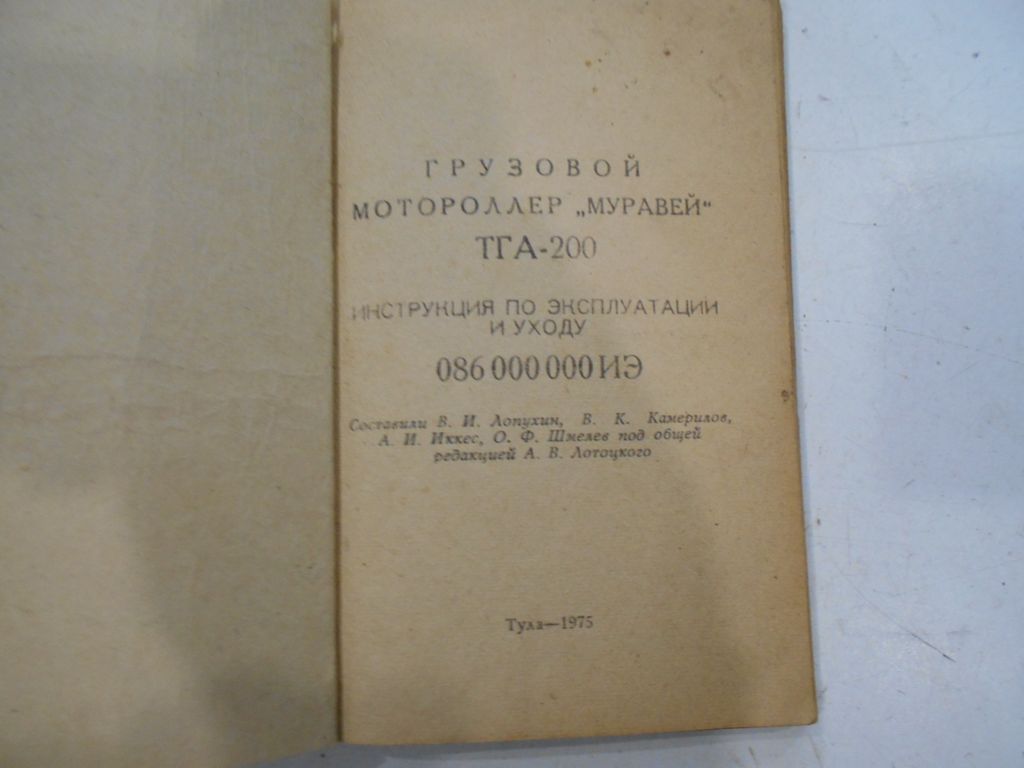 ГРУЗОВОЙ
МОТОРОЛЛЕР „МУРАВЕЙ“
ТГА-200
ИНСТРУКЦИЯ ПО ЭКСПЛУАТАЦИИ
И УХОДУ
086 000 000 ИЭ
Составили В. И. Лопухин, В. К. Камерилов,
А. И. Иккес, О. Ф. Шмелев под общей
редакцией А. В. Лотоцкого
Тула—1975